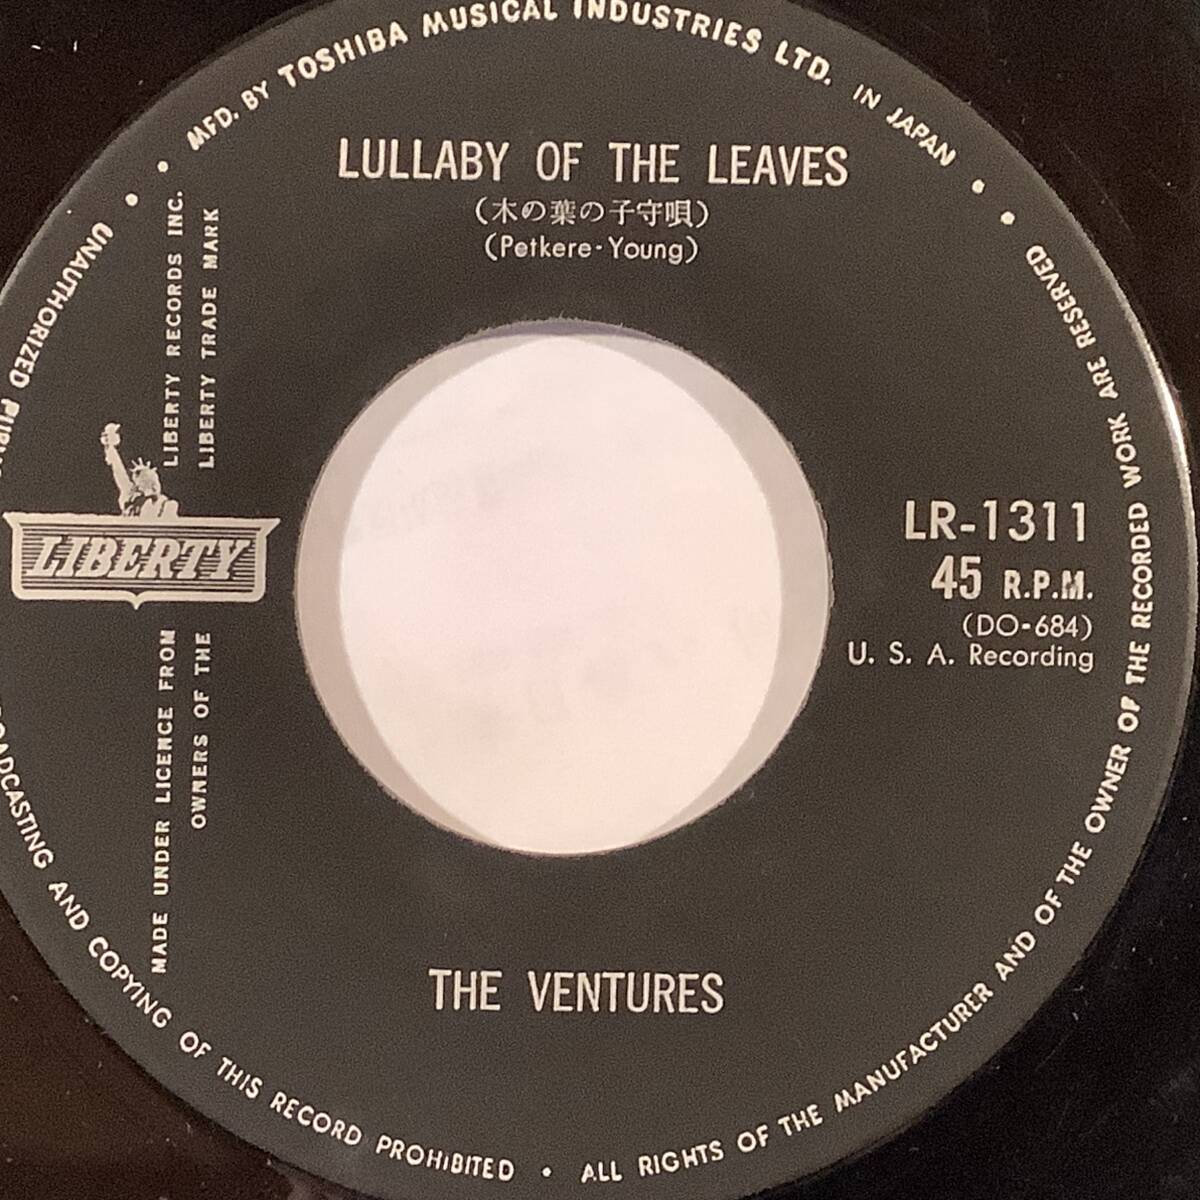 MFD. BY TOSHIBA MUSICAL INDUSTRIES LTD. IN JAPAN
LULLABY OF THE LEAVES
(木の葉の子守唄)
(Petkere-Young)
LIBERTY RECORDS INC.
LIBERTY TRADE MARK
LIBERTY
MADE UNDER LICENCE FROM
OWNERS OF THE
LR-1311
45 R.P.M.
(DO-684)
U. S. A. Recording
THE VENTURES
ALL RIGHTS OF THE MANUFACTURER AND OF THE OWNER OF THE RECORDED WORK ARE RESERVED
UNAUTHORIZED
AND COPYING OF THIS RECORD PROHIBITED